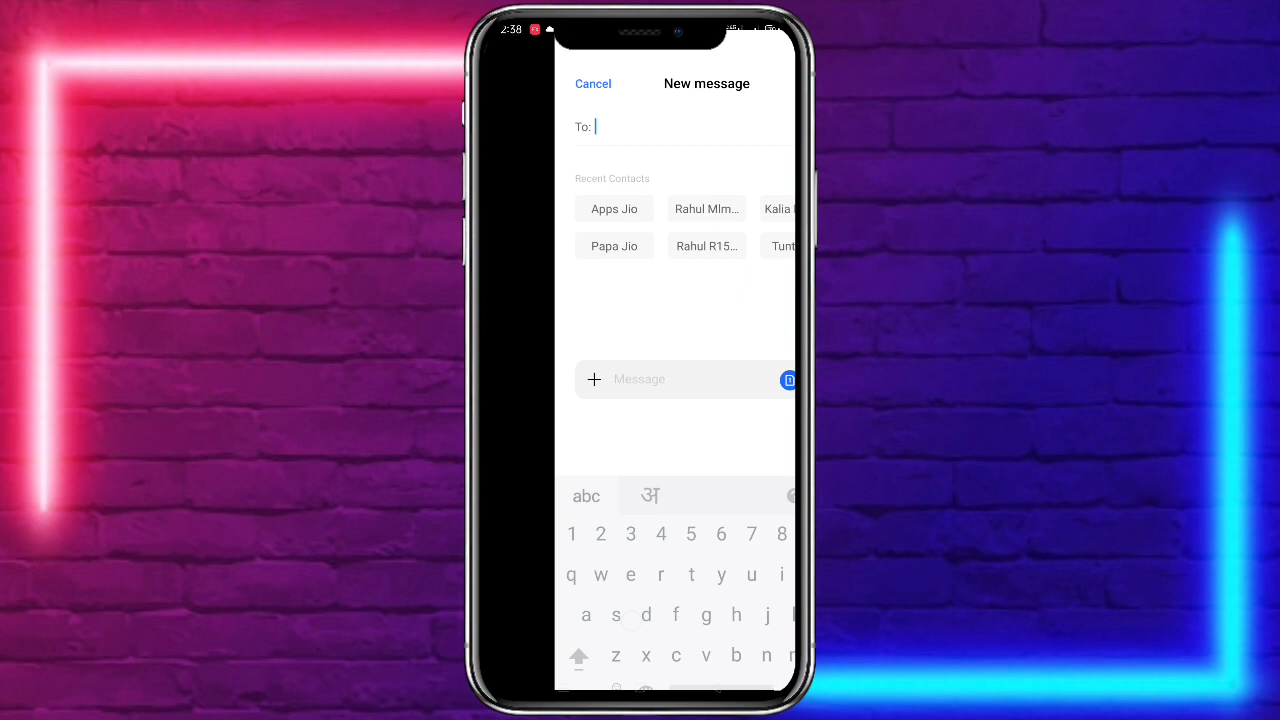 2:38
Cancel New message
To:
Recent Contacts
Apps Jio Rahul Mlm... Kalia
Papa Jio Rahul R15... Tunt
Message
abc अ
1 2 3 4 5 6 7 8
q w e r t y u i
a s d f g h j
z x c v b n